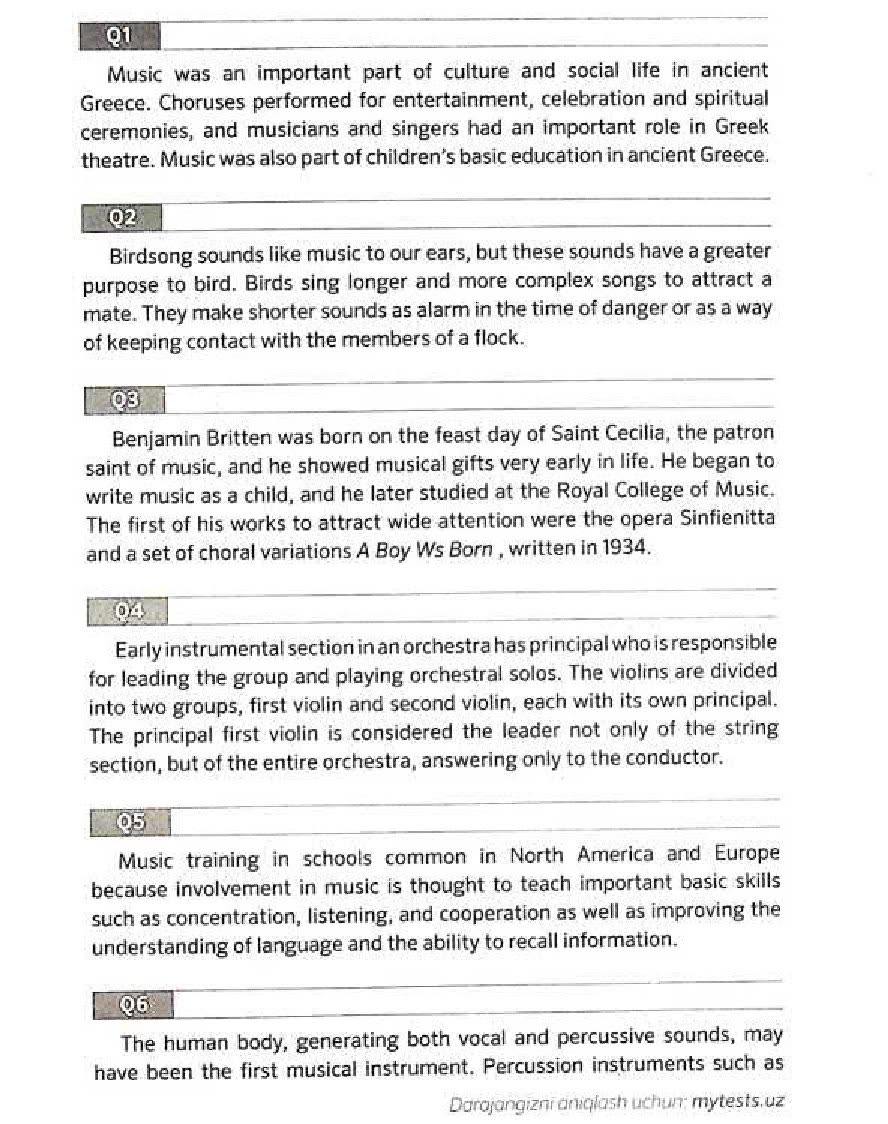 Q1
Music was an important part of culture and social life in ancient
Greece. Choruses performed for entertainment, celebration and spiritual
ceremonies, and musicians and singers had an important role in Greek
theatre. Music was also part of children's basic education in ancient Greece.
Q2
Birdsong sounds like music to our ears, but these sounds have a greater
purpose to bird. Birds sing longer and more complex songs to attract a
mate. They make shorter sounds as alarm in the time of danger or as a way
of keeping contact with the members of a flock.
Q3
Benjamin Britten was born on the feast day of Saint Cecilia, the patron
saint of music, and he showed musical gifts very early in life. He began to
write music as a child, and he later studied at the Royal College of Music.
The first of his works to attract wide attention were the opera Sinfienitta
and a set of choral variations A Boy Ws Born , written in 1934.
Q4
Early instrumental section in an orchestra has principal who is responsible
for leading the group and playing orchestral solos. The violins are divided
into two groups, first violin and second violin, each with its own principal.
The principal first violin is considered the leader not only of the string
section, but of the entire orchestra, answering only to the conductor.
Q5
Music training in schools common in North America and Europe
because involvement in music is thought to teach important basic skills
such as concentration, listening, and cooperation as well as improving the
understanding of language and the ability to recall information.
Q6
The human body, generating both vocal and percussive sounds, may
have been the first musical instrument. Percussion instruments such as
Darajangizni aniqlash uchun: mytests.uz